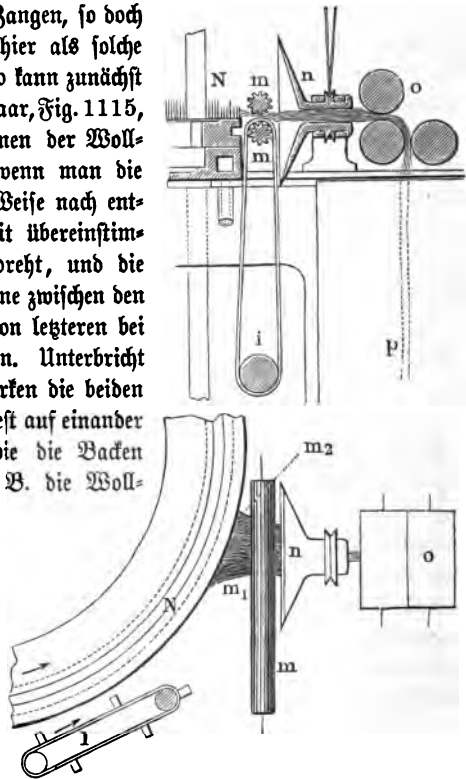 Zangen, so doch
hier als solche
o kann zunächst
aar, Fig. 1115,
nen der Woll-
wenn man die
Weise nach ent-
it übereinstim-
dreht, und die
ne zwischen den
on letzteren bei
n. Unterbricht
rken die beiden
est auf einander
ie die Backen
B. die Woll-
N m n o
m
i
p
m2
n
o
N
m1
m
l